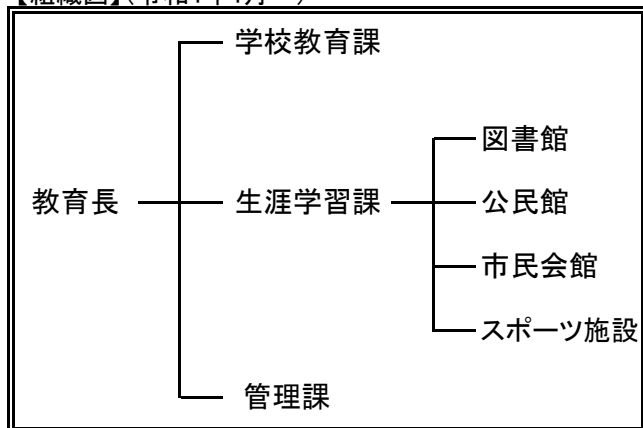 学校教育課
図書館
教育長
生涯学習課
公民館
市民会館
スポーツ施設
管理課